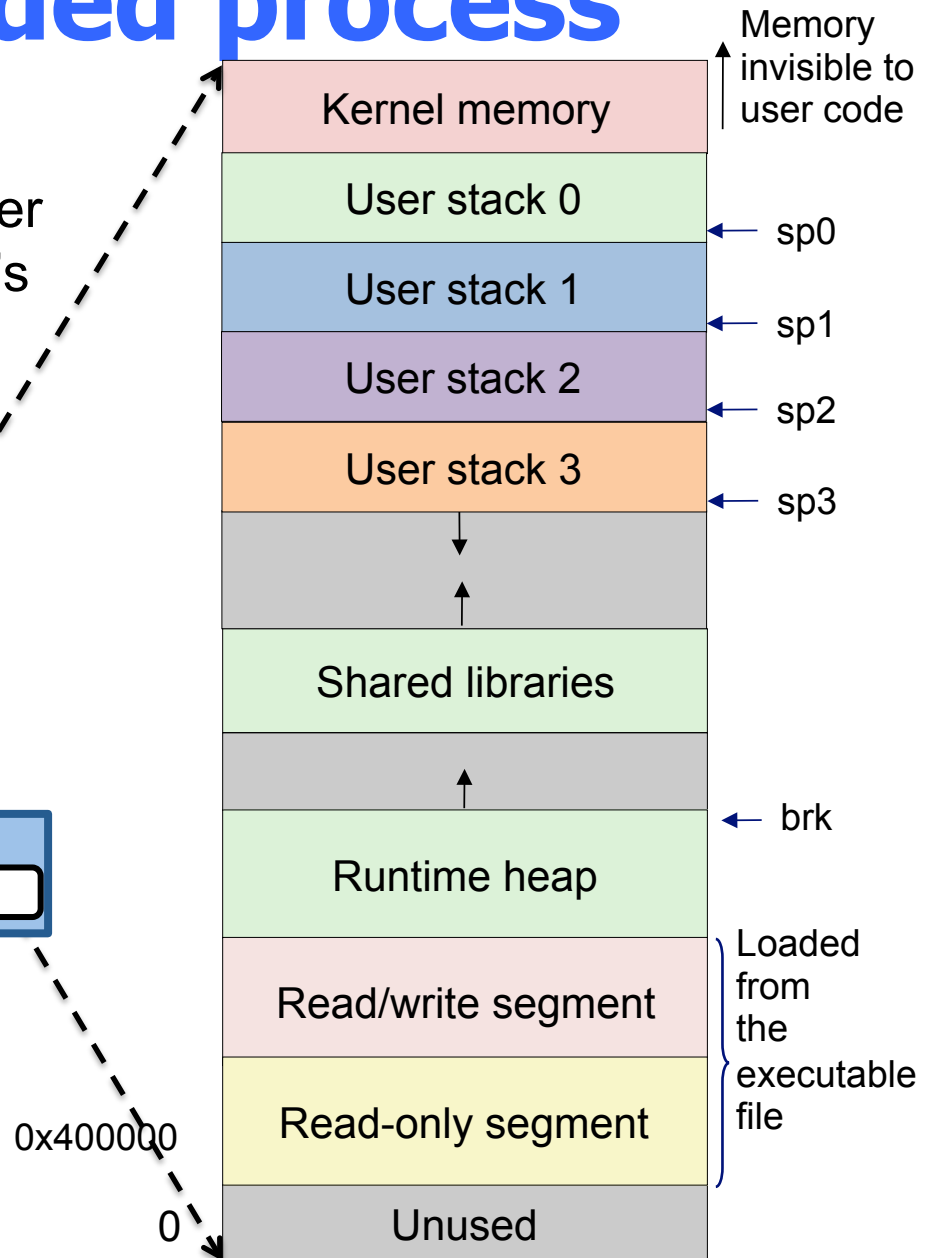 ded process
Memory
invisible to
user code
Kernel memory
er
's
User stack 0
sp0
User stack 1
sp1
User stack 2
sp2
User stack 3
sp3
Shared libraries
brk
Runtime heap
Loaded
from
the
executable
file
Read/write segment
Read-only segment
0x400000
0
Unused